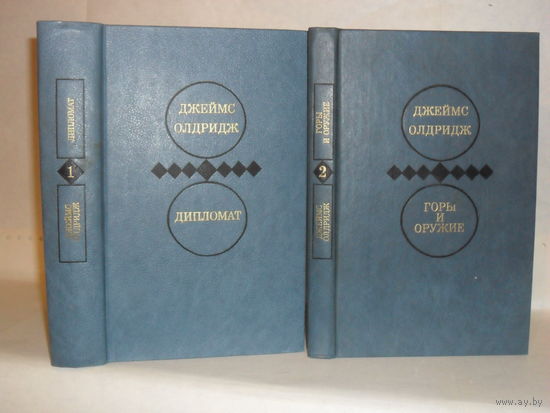 ДИПЛОМАТ
1
ДЖЕЙМС
ОЛДРИДЖ
ДЖЕЙМС
ОЛДРИДЖ
ДИПЛОМАТ
ГОРЫ
И ОРУЖИЕ
2
ДЖЕЙМС
ОЛДРИДЖ
ДЖЕЙМС
ОЛДРИДЖ
ГОРЫ
И
ОРУЖИЕ
www.ay.by